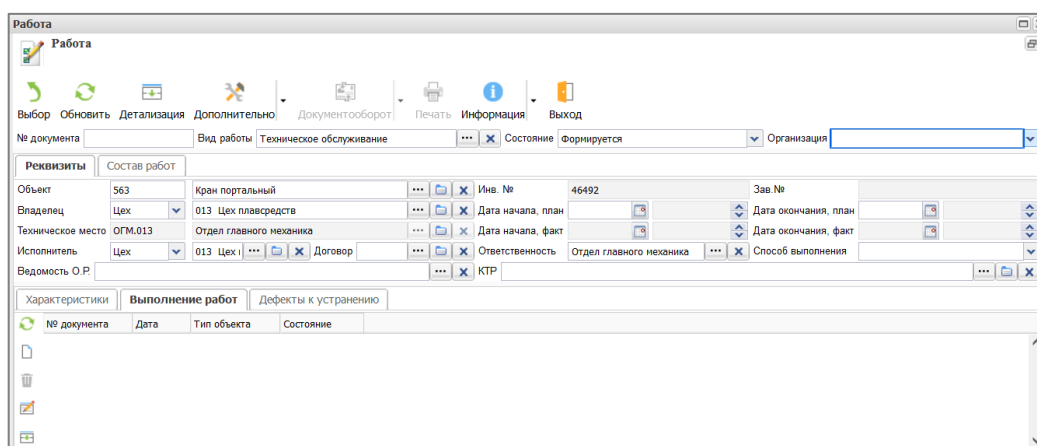 Работа
Работа
Выбор Обновить Детализация Дополнительно Документооборот Печать Информация Выход
№ документа Вид работы Техническое обслуживание Состояние Формируется Организация
Реквизиты Состав работ
Объект 563 Кран портальный Инв. № 46492 Зав.№
Владелец Цех 013 Цех плавсредств Дата начала, план Дата окончания, план
Техническое место ОГМ.013 Отдел главного механика Дата начала, факт Дата окончания, факт
Исполнитель Цех 013 Цех Договор Ответственность Отдел главного механика Способ выполнения
Ведомость О.Р. КТР
Характеристики Выполнение работ Дефекты к устранению
№ документа Дата Тип объекта Состояние